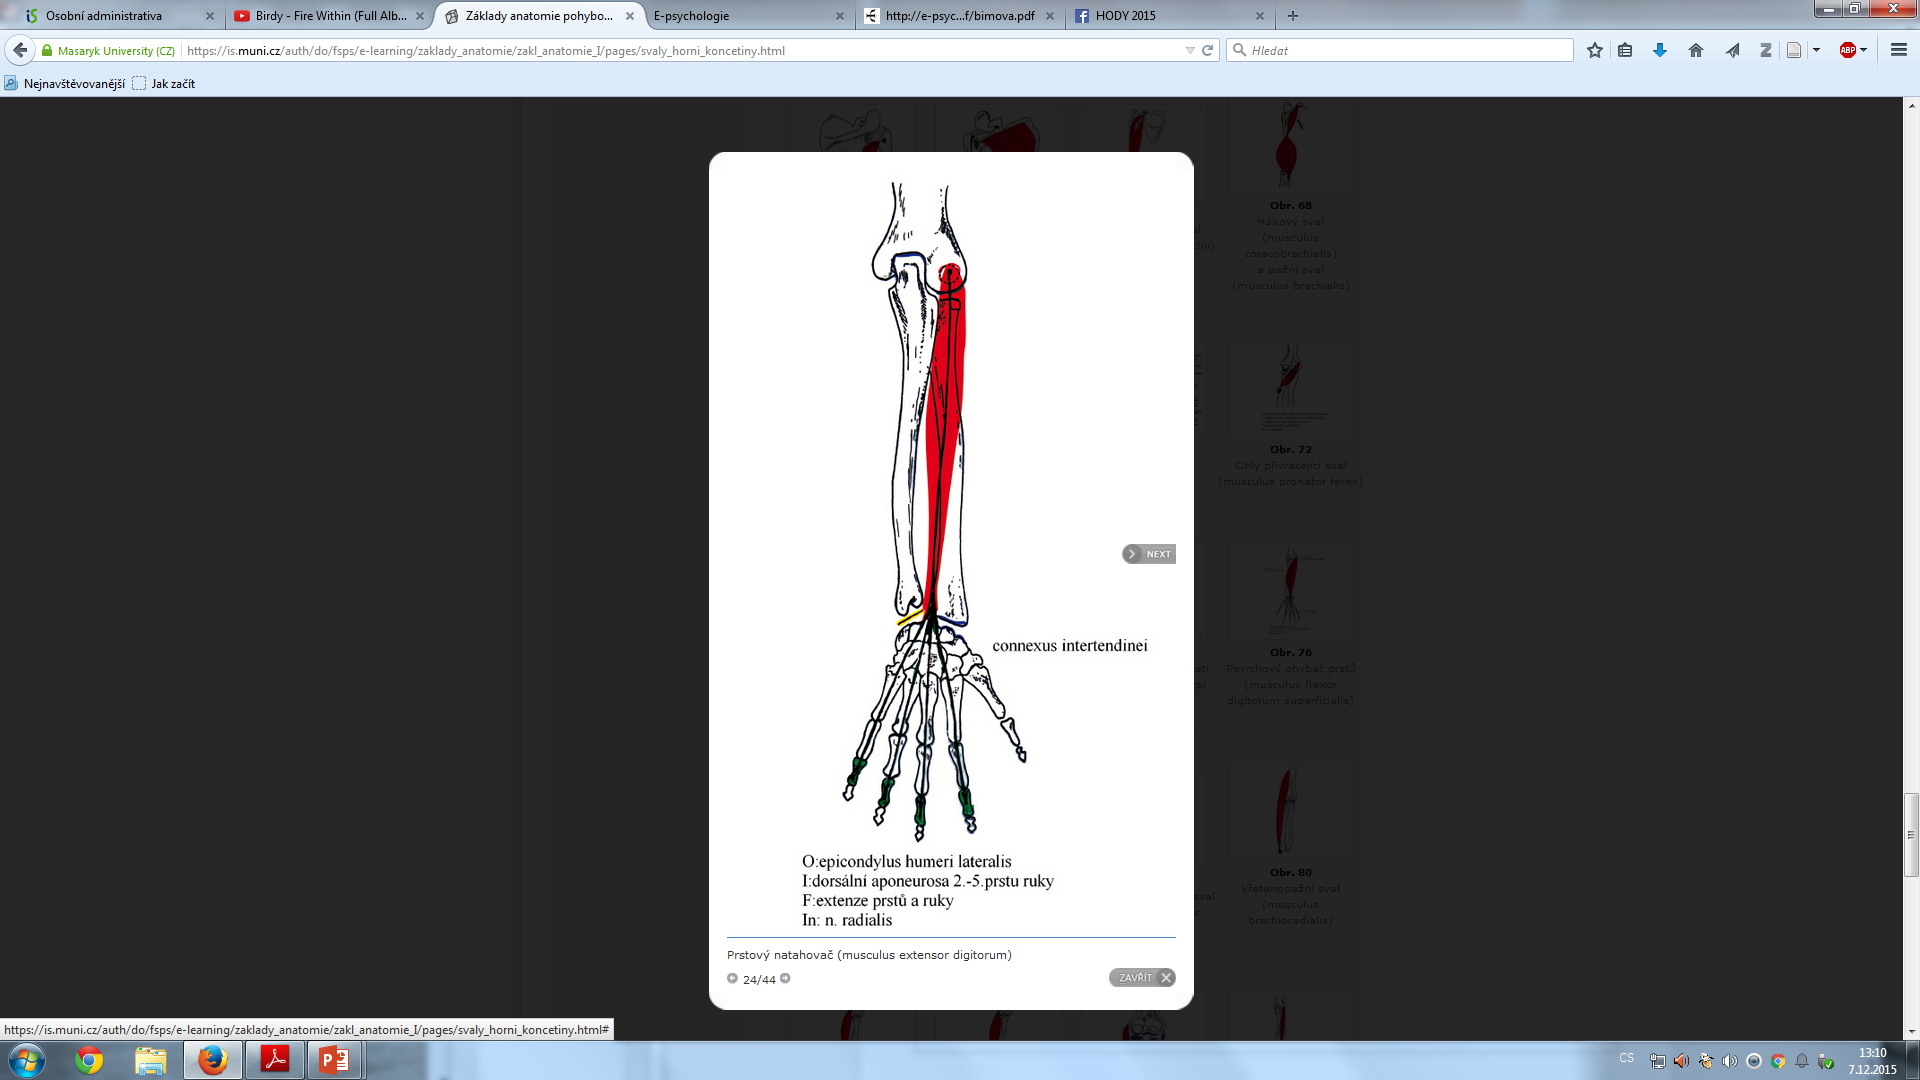 Osobní administrativa
Birdy - Fire Within (Full Alb...
Základy anatomie pohybo...
E-psychologie
http://e-psyc...f/bimova.pdf
HODY 2015
Masaryk University (CZ)
https://is.muni.cz/auth/do/fsps/e-learning/zaklady_anatomie/zakl_anatomie_I/pages/svaly_horni_koncetiny.html
Hledat
ABP
Nejnavštěvovanější
Jak začít
Obr. 68
Hákový sval
(musculus
coracobrachialis)
a pažní sval
(musculus brachialis)
Obr. 72
Oblý přivracející sval
(musculus pronator teres)
NEXT
connexus intertendinei
Obr. 76
Povrchový ohybač prstů
(musculus flexor
digitorum superficialis)
O:epicondylus humeri lateralis
I:dorsální aponeurosa 2.-5.prstu ruky
F:extenze prstů a ruky
In: n. radialis
Obr. 80
Vřetenopažní sval
(musculus
brachioradialis)
Prstový natahovač (musculus extensor digitorum)
24/44
ZAVŘÍT
https://is.muni.cz/auth/do/fsps/e-learning/zaklady_anatomie/zakl_anatomie_I/pages/svaly_horni_koncetiny.html#
CS
13:10
7.12.2015